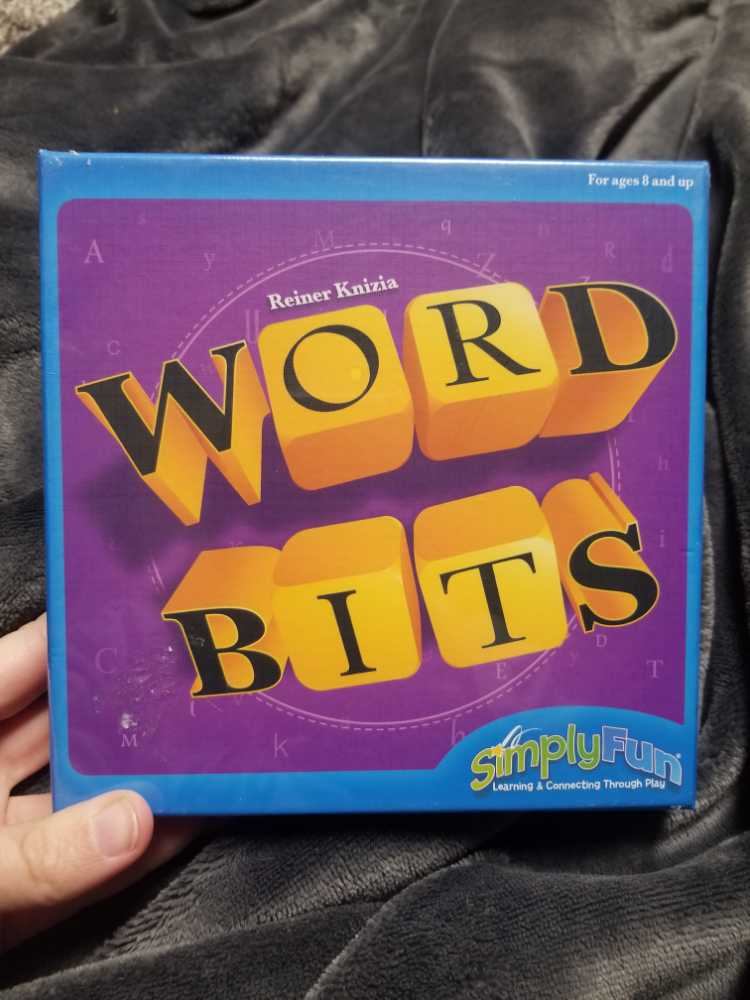 For ages 8 and up
Reiner Knizia
WORD
BITS
SimplyFun
Learning & Connecting Through Play